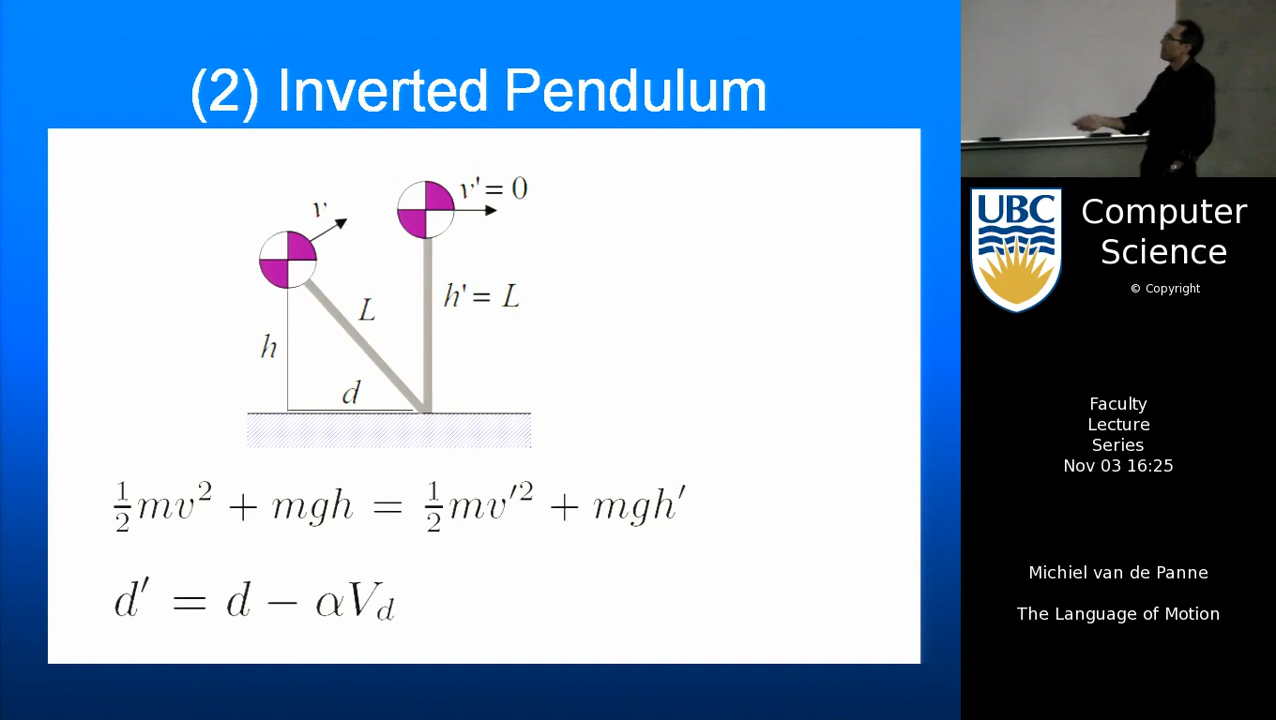 (2) Inverted Pendulum
v
v' = 0
L
h' = L
h
d
½mv² + mgh = ½mv′² + mgh′
d′ = d − αV_d
UBC
Computer
Science
© Copyright
Faculty
Lecture
Series
Nov 03 16:25
Michiel van de Panne
The Language of Motion